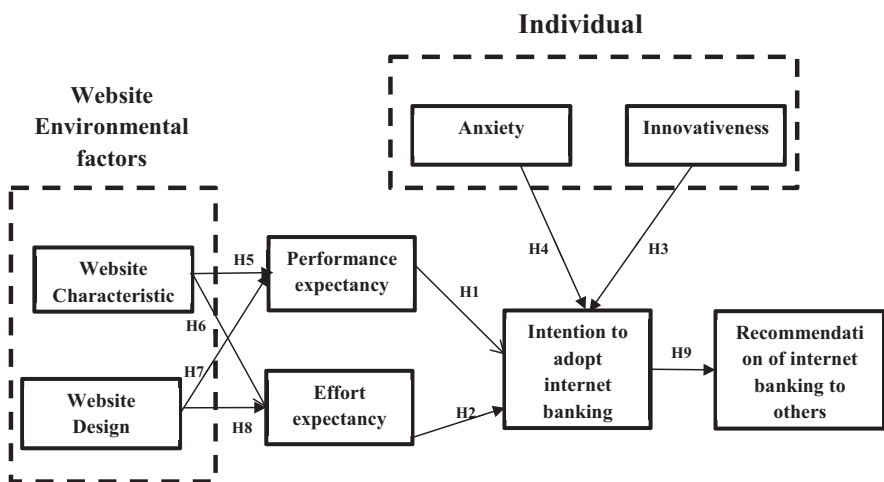 Individual
Website
Environmental
factors
Anxiety
Innovativeness
H4
H3
Website
Characteristic
H5
Performance
expectancy
H1
H6
Intention to
adopt
internet
banking
H9
Recommendati
on of internet
banking to
others
H7
Website
Design
H8
Effort
expectancy
H2